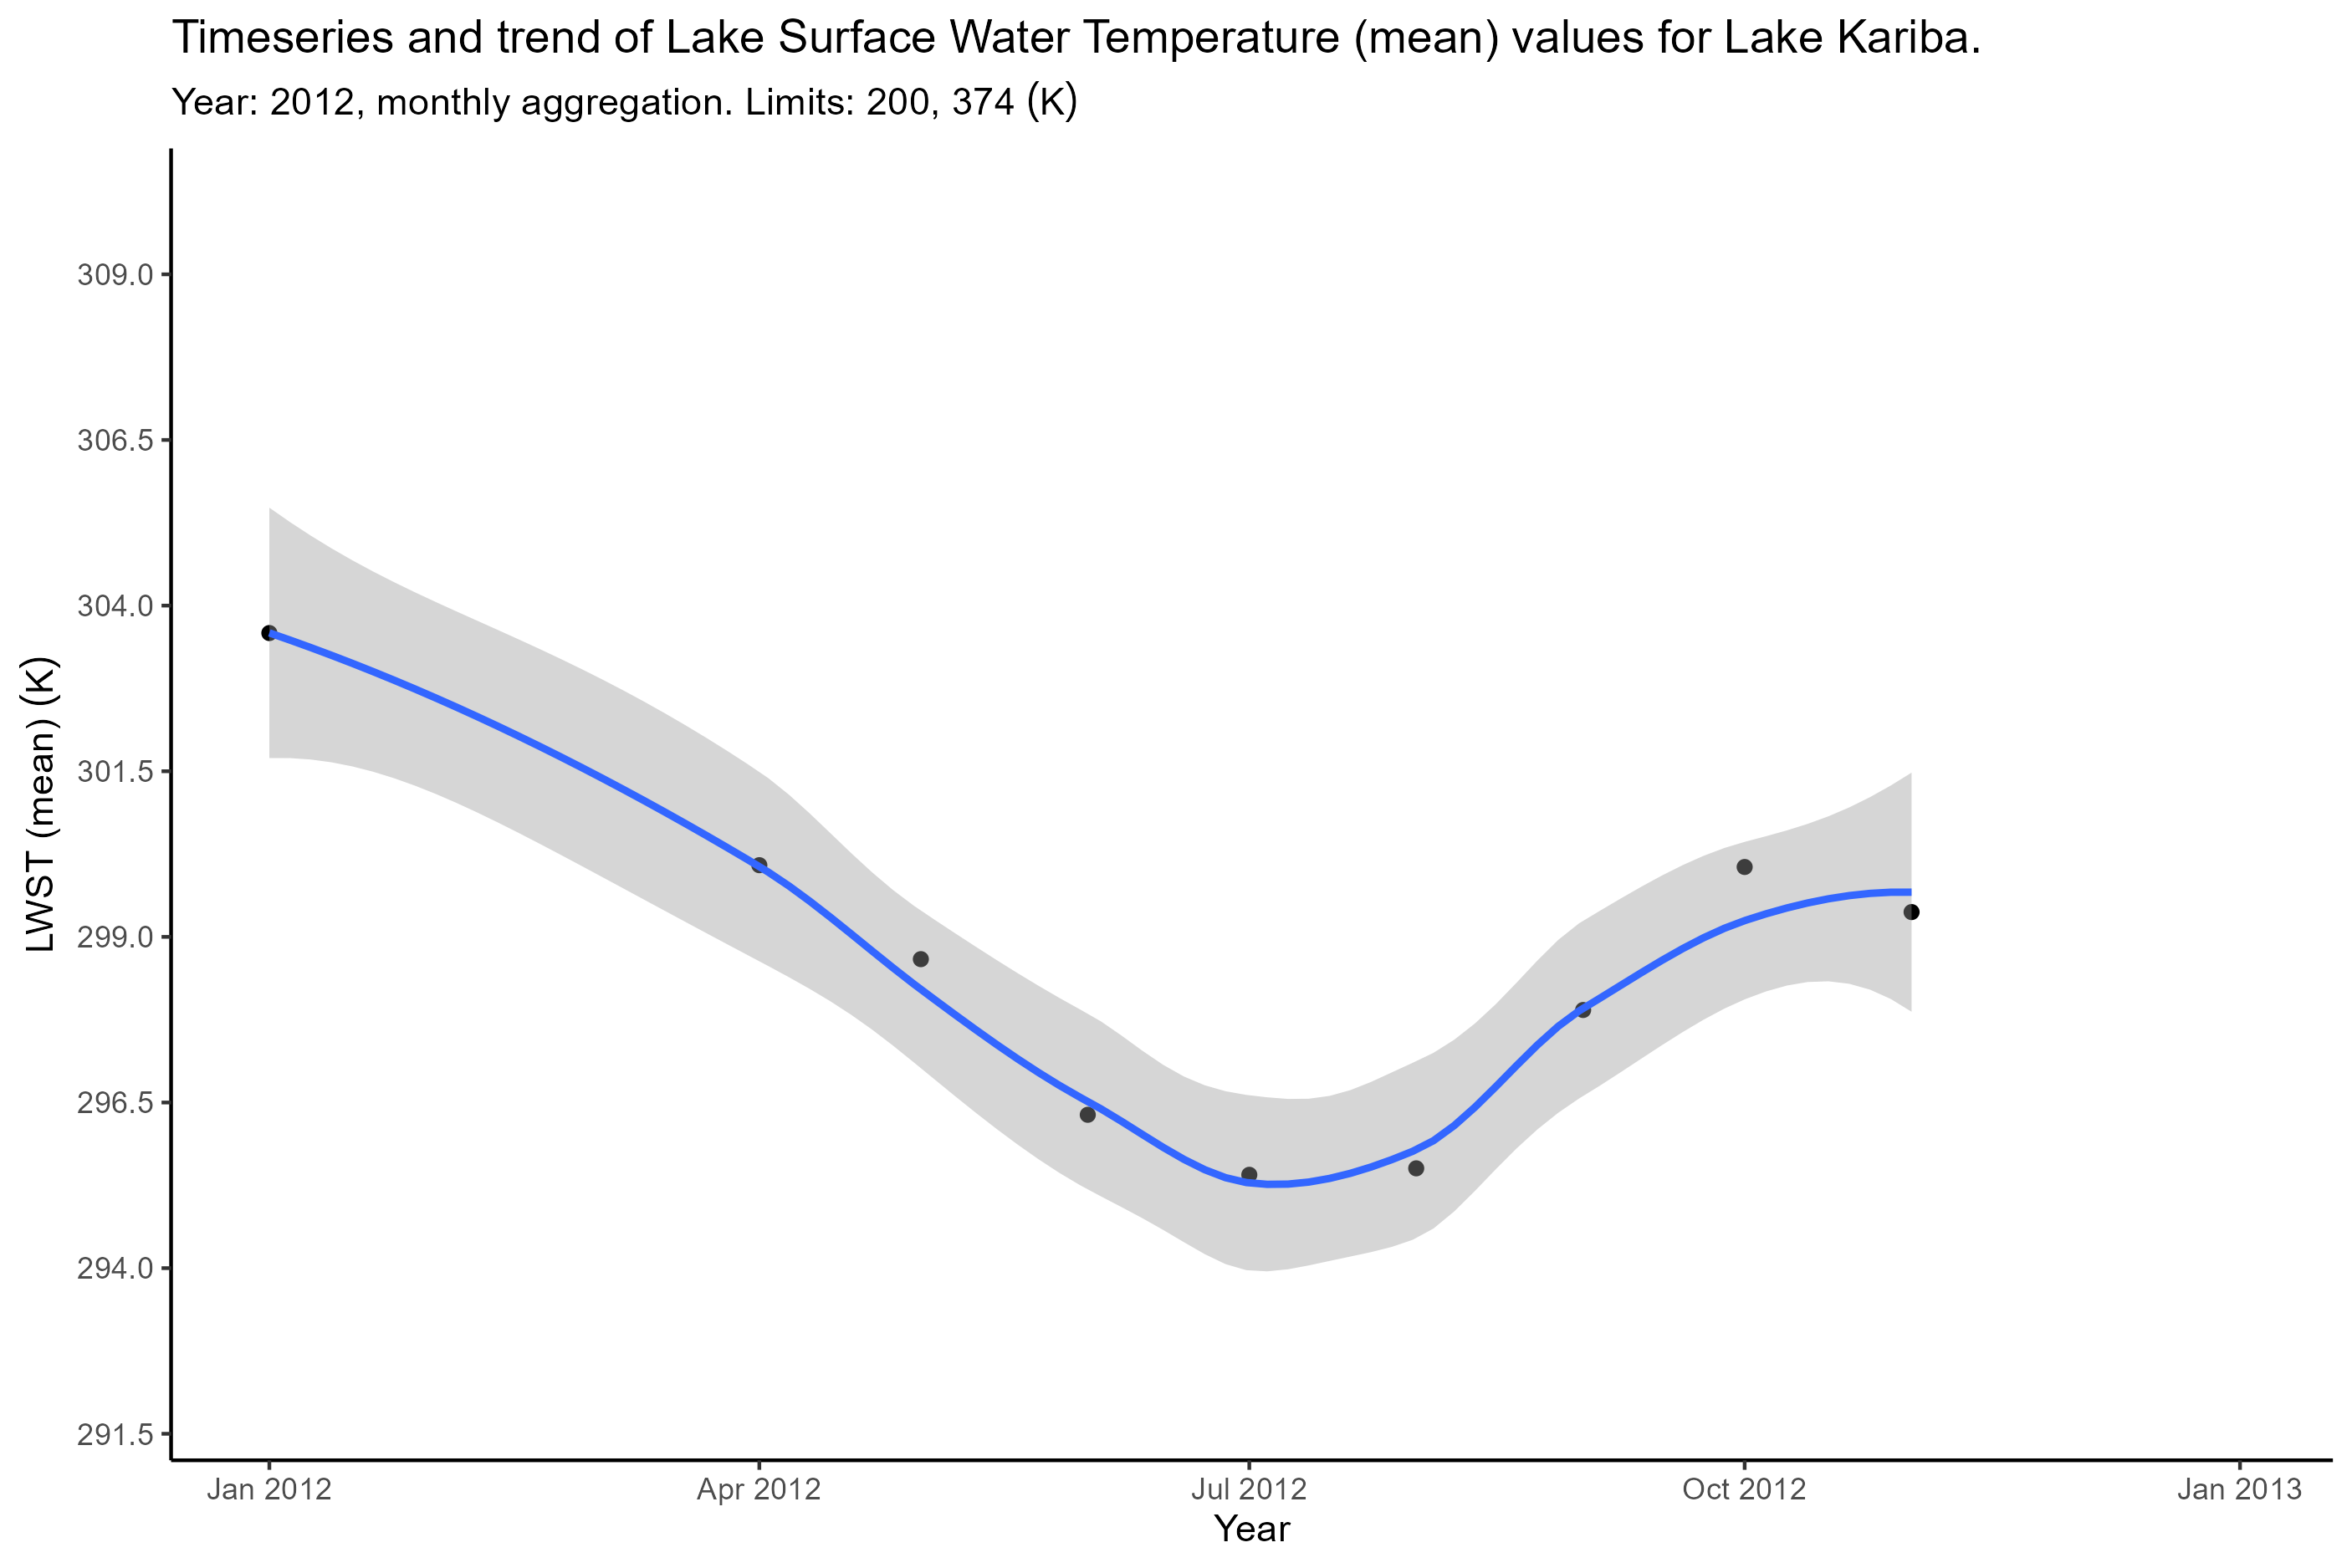 Timeseries and trend of Lake Surface Water Temperature (mean) values for Lake Kariba.
Year: 2012, monthly aggregation. Limits: 200, 374 (K)
LWST (mean) (K)
309.0
306.5
304.0
301.5
299.0
296.5
294.0
291.5
Jan 2012 Apr 2012 Jul 2012 Oct 2012 Jan 2013
Year